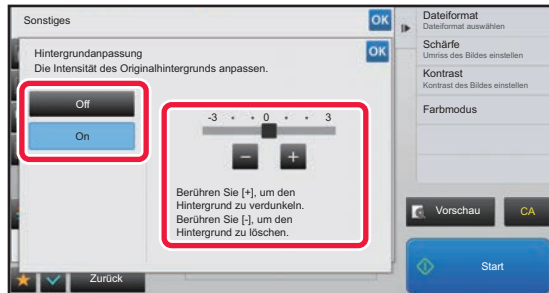 Sonstiges
OK
Hintergrundanpassung
OK
Die Intensität des Originalhintergrunds anpassen.
Off
On
-3 • • 0 • • 3
− +
Berühren Sie [+], um den
Hintergrund zu verdunkeln.
Berühren Sie [-], um den
Hintergrund zu löschen.
Zurück
Dateiformat
Dateiformat auswählen
Schärfe
Umriss des Bildes einstellen
Kontrast
Kontrast des Bildes einstellen
Farbmodus
Vorschau
CA
Start